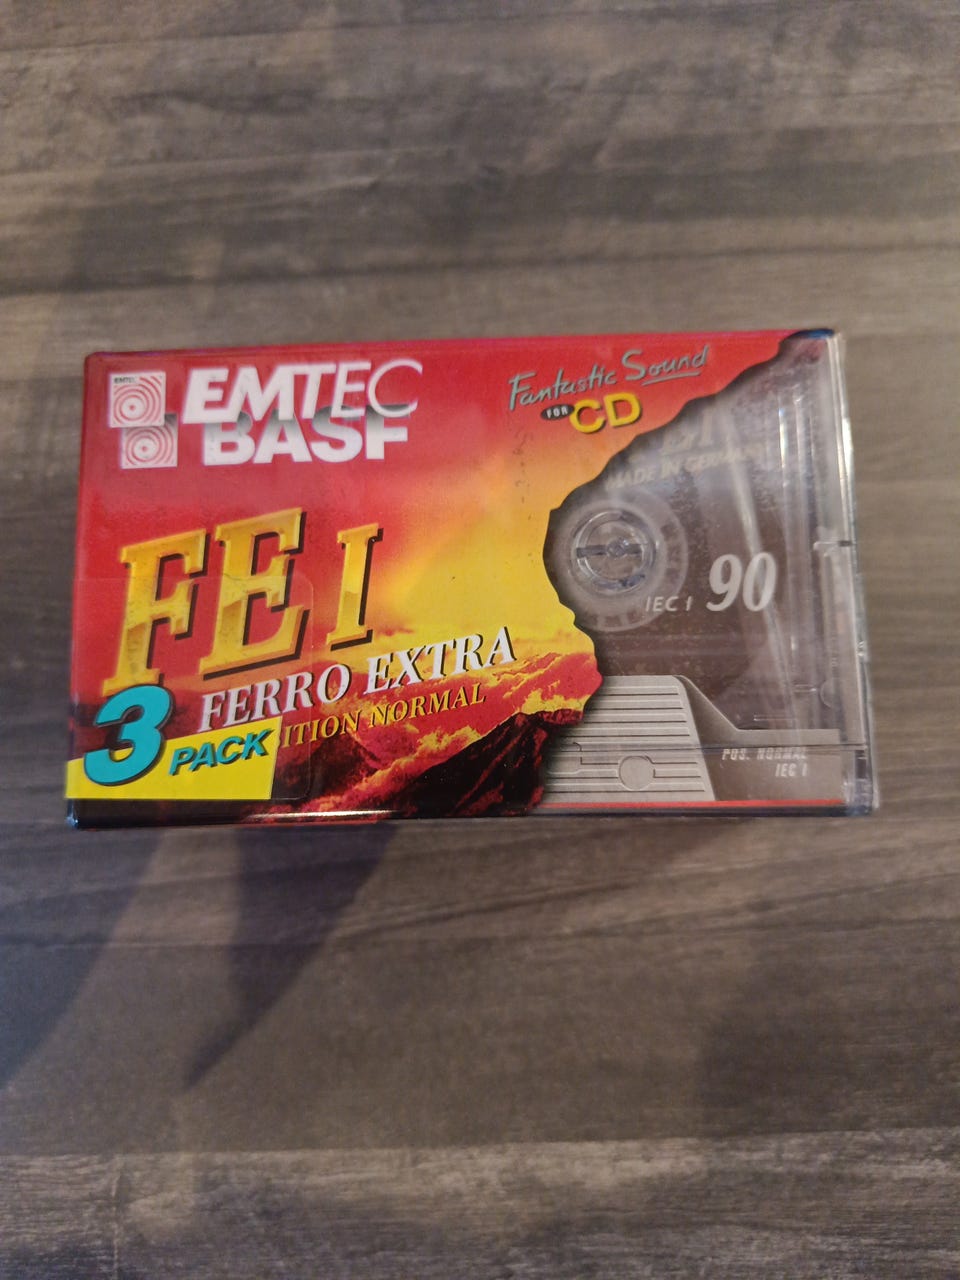 EMTEC
EMTEC
BASF
Fantastic Sound
FOR CD
MADE IN GERMANY
FE I
IEC I 90
FERRO EXTRA
ITION NORMAL
3 PACK
POS. NORMAL
IEC I